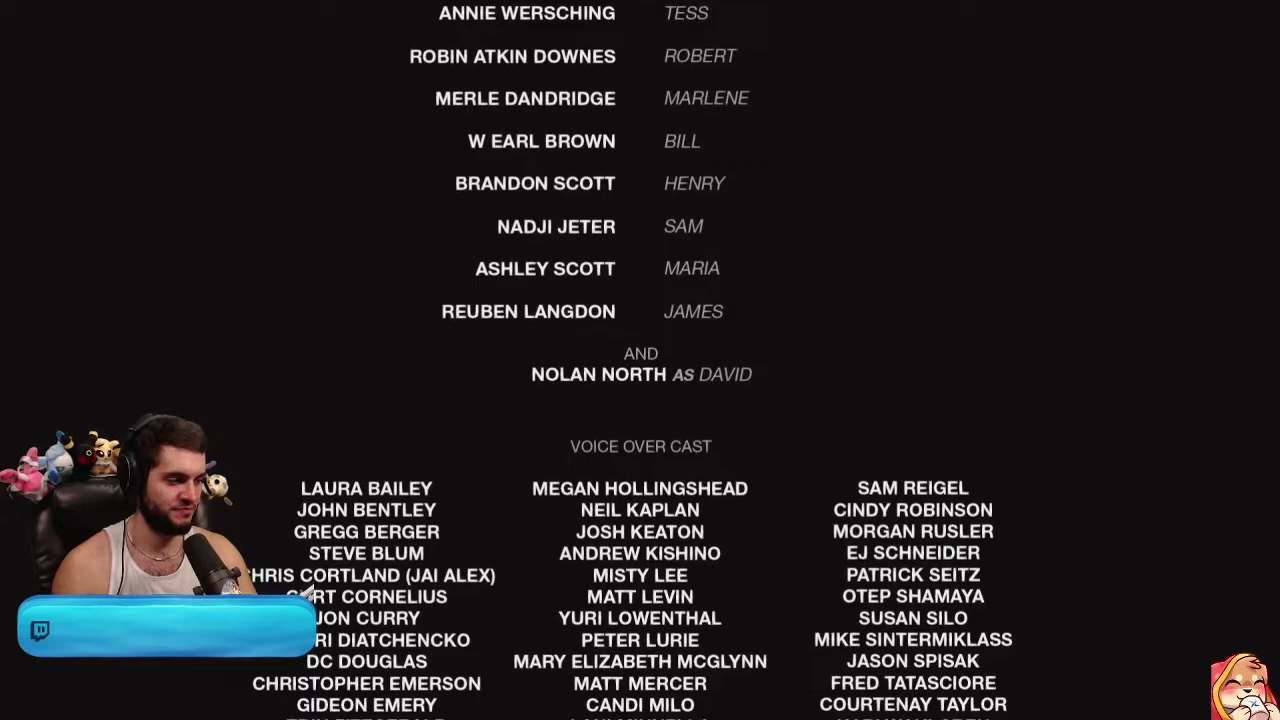 ANNIE WERSCHING TESS
ROBIN ATKIN DOWNES ROBERT
MERLE DANDRIDGE MARLENE
W EARL BROWN BILL
BRANDON SCOTT HENRY
NADJI JETER SAM
ASHLEY SCOTT MARIA
REUBEN LANGDON JAMES
AND
NOLAN NORTH AS DAVID
VOICE OVER CAST
LAURA BAILEY MEGAN HOLLINGSHEAD SAM REIGEL
JOHN BENTLEY NEIL KAPLAN CINDY ROBINSON
GREGG BERGER JOSH KEATON MORGAN RUSLER
STEVE BLUM ANDREW KISHINO EJ SCHNEIDER
CORTLAND (JAI ALEX) MISTY LEE PATRICK SEITZ
CORNELIUS MATT LEVIN OTEP SHAMAYA
JON CURRY YURI LOWENTHAL SUSAN SILO
DIATCHENCKO PETER LURIE MIKE SINTERMIKLASS
DC DOUGLAS MARY ELIZABETH MCGLYNN JASON SPISAK
CHRISTOPHER EMERSON MATT MERCER FRED TATASCIORE
GIDEON EMERY CANDI MILO COURTENAY TAYLOR